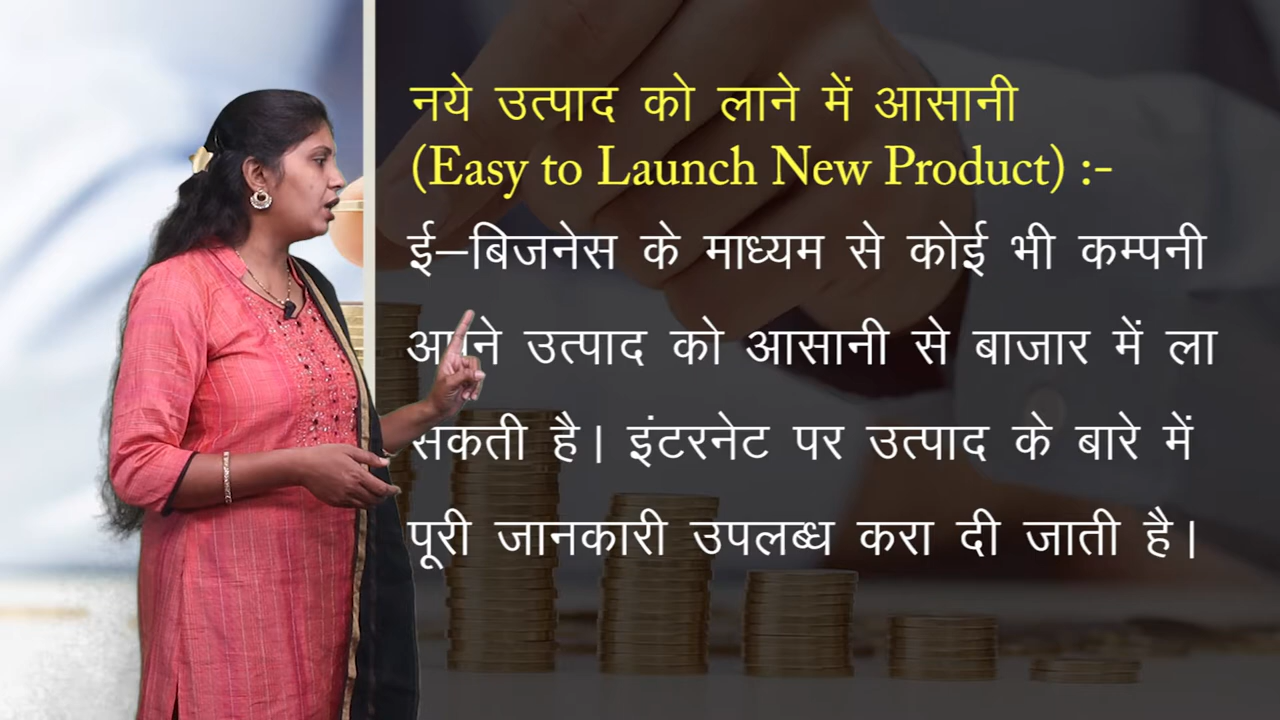 नये उत्पाद को लाने में आसानी
(Easy to Launch New Product) :-
ई–बिजनेस के माध्यम से कोई भी कम्पनी
अपने उत्पाद को आसानी से बाजार में ला
सकती है। इंटरनेट पर उत्पाद के बारे में
पूरी जानकारी उपलब्ध करा दी जाती है।